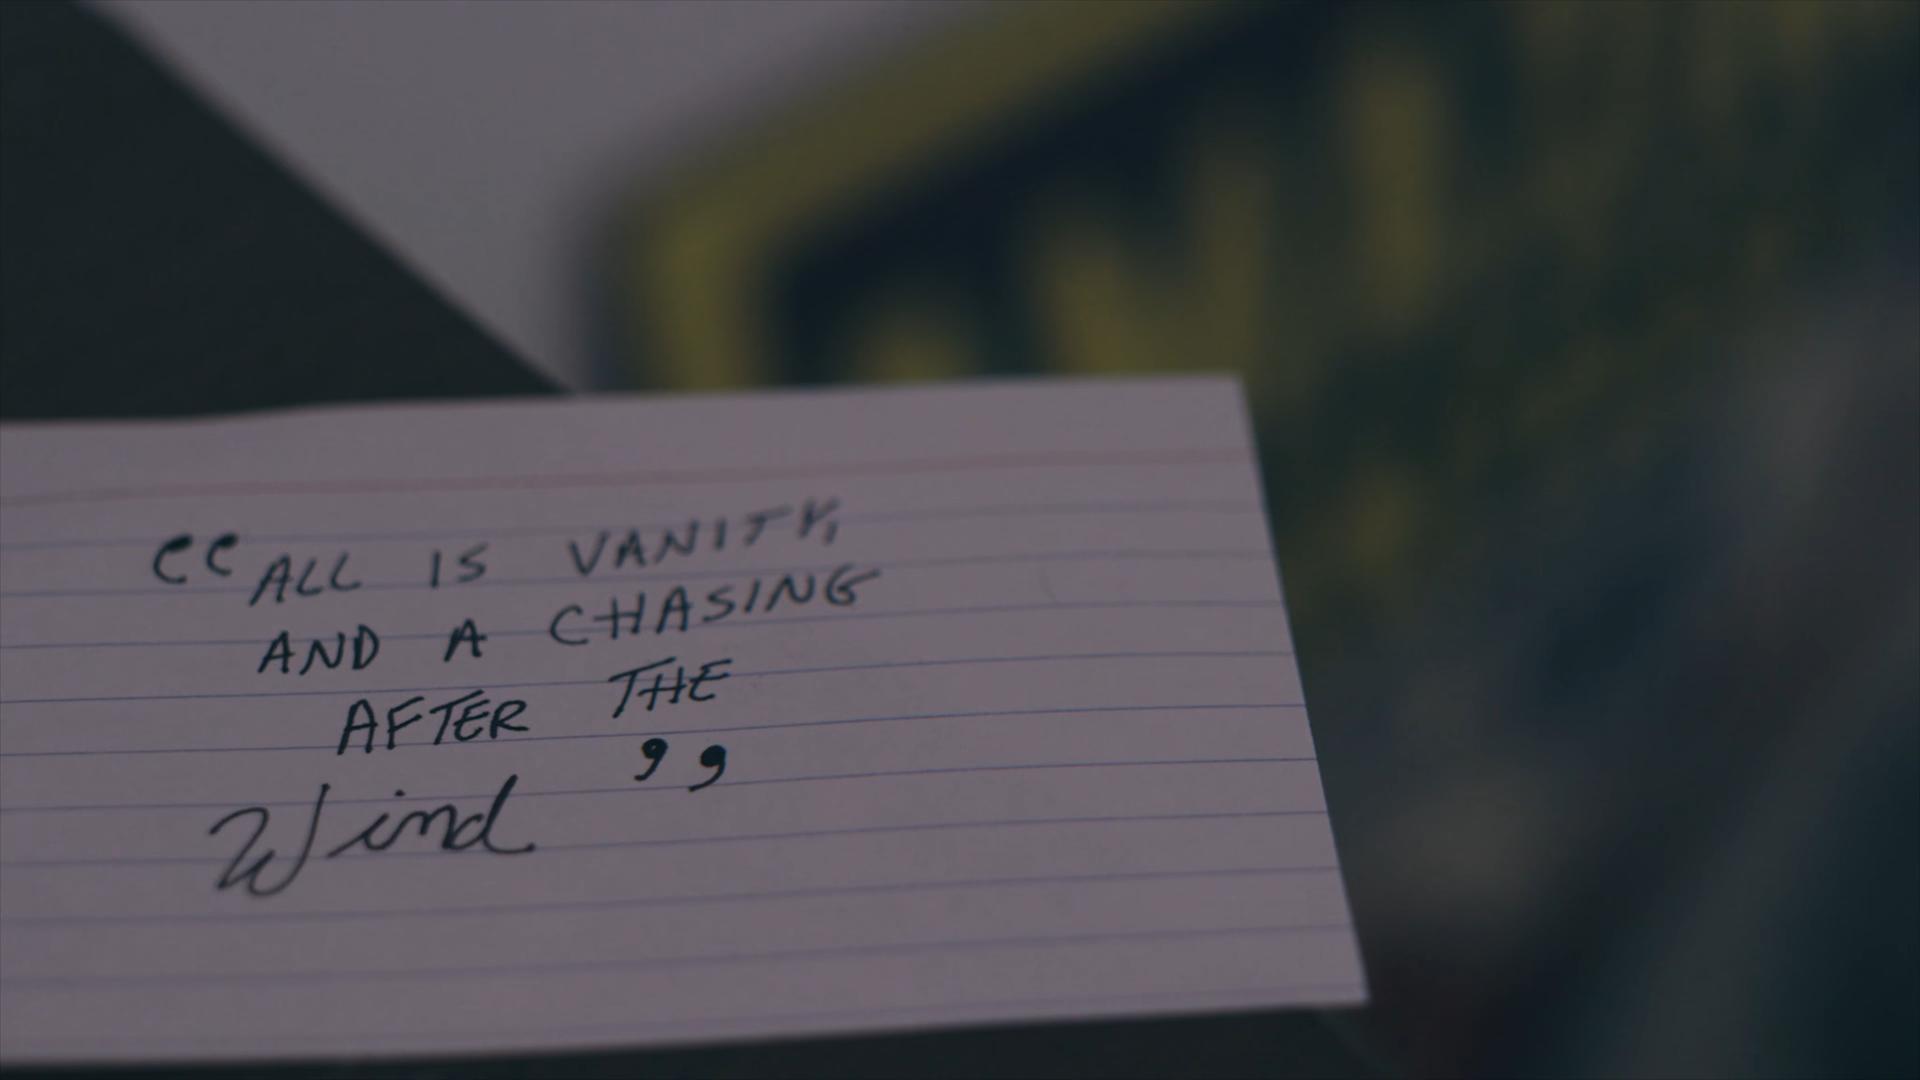 “ALL IS VANITY,
AND A CHASING
AFTER THE
Wind”